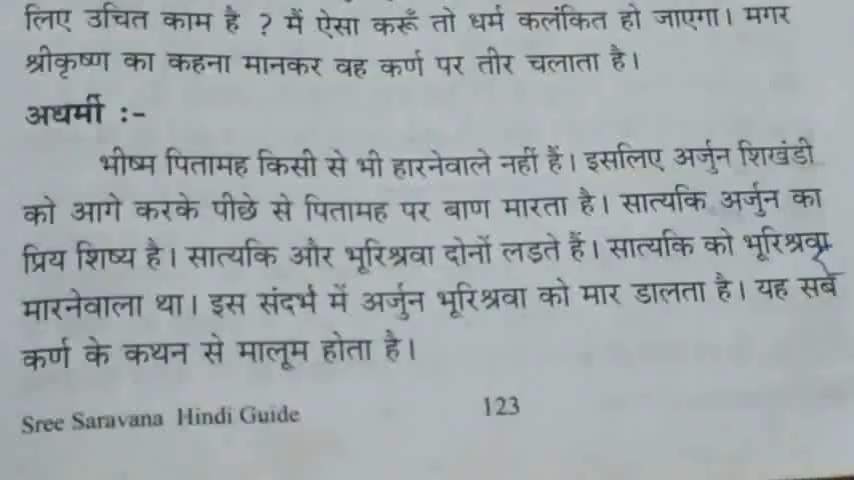 लिए उचित काम है ? मैं ऐसा करूँ तो धर्म कलंकित हो जाएगा। मगर
श्रीकृष्ण का कहना मानकर वह कर्ण पर तीर चलाता है।
अधर्मी :-
भीष्म पितामह किसी से भी हारनेवाले नहीं हैं। इसलिए अर्जुन शिखंडी
को आगे करके पीछे से पितामह पर बाण मारता है। सात्यकि अर्जुन का
प्रिय शिष्य है। सात्यकि और भूरिश्रवा दोनों लडते हैं। सात्यकि को भूरिश्रवा
मारनेवाला था। इस संदर्भ में अर्जुन भूरिश्रवा को मार डालता है। यह सब
कर्ण के कथन से मालूम होता है।
Sree Saravana Hindi Guide 123